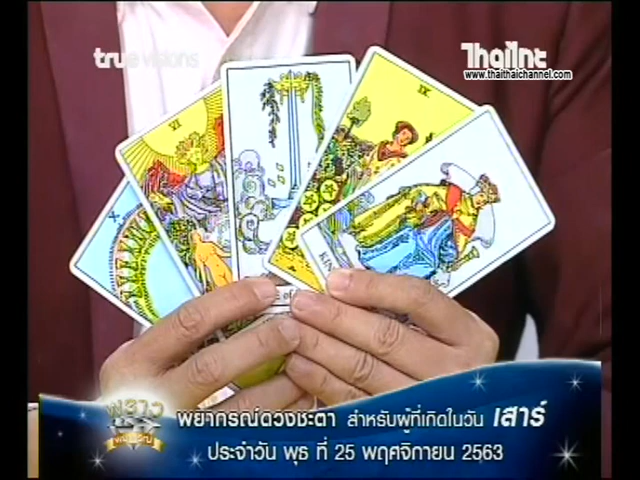 true visions
ThaiThai
www.thaithaichannel.com
X
VI
IX
KIN
พยากรณ์ดวงชะตา สำหรับผู้ที่เกิดในวัน เสาร์
ประจำวัน พุธ ที่ 25 พฤศจิกายน 2563